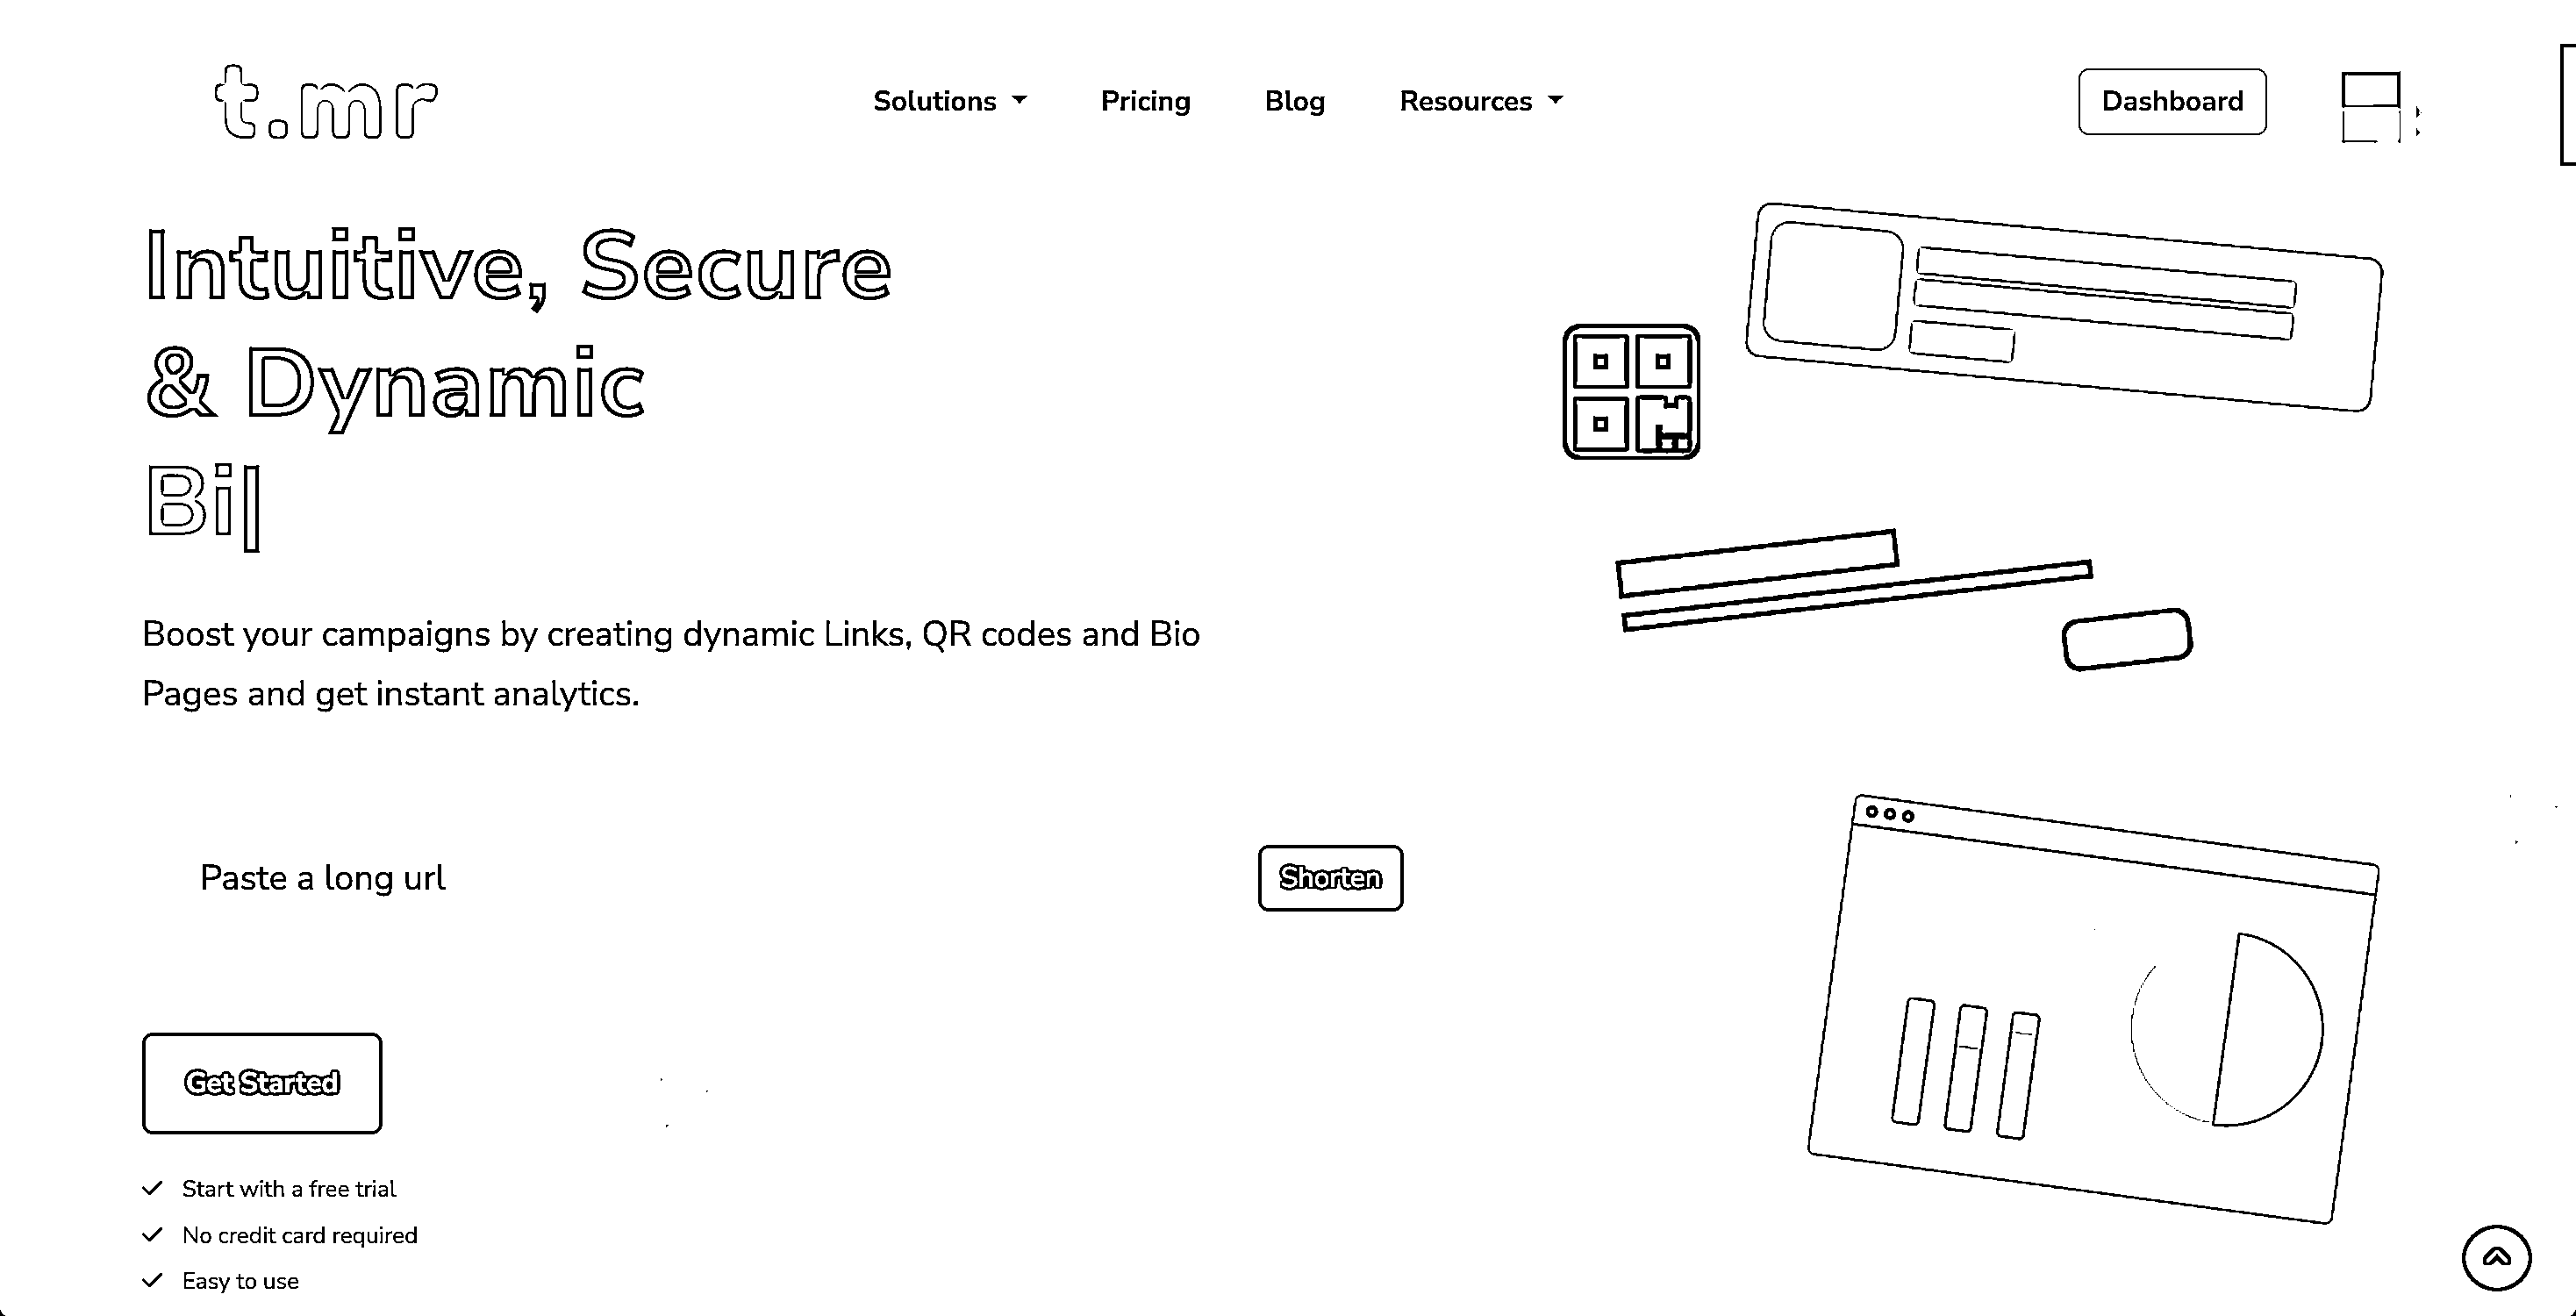 t.mr
Solutions
Pricing
Blog
Resources
Dashboard
Intuitive, Secure
& Dynamic
Bi|
Boost your campaigns by creating dynamic Links, QR codes and Bio
Pages and get instant analytics.
Paste a long url
Shorten
Get Started
Start with a free trial
No credit card required
Easy to use